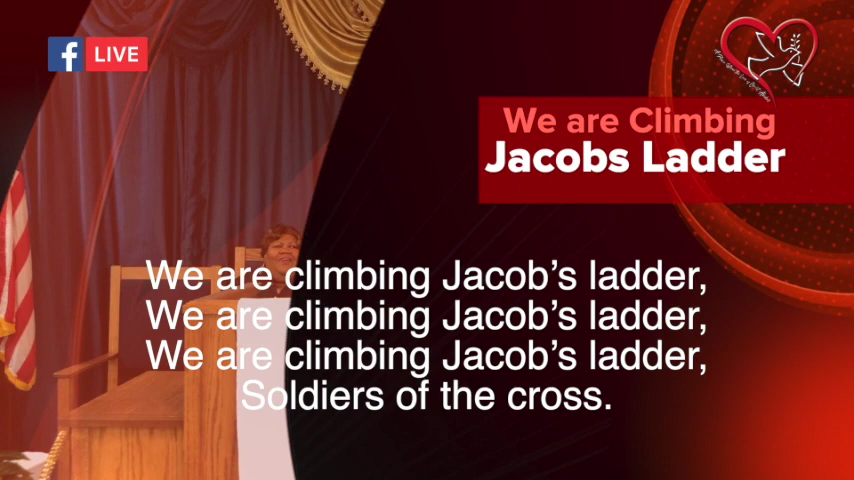 f LIVE
We are Climbing
Jacobs Ladder
We are climbing Jacob’s ladder,
We are climbing Jacob’s ladder,
We are climbing Jacob’s ladder,
Soldiers of the cross.